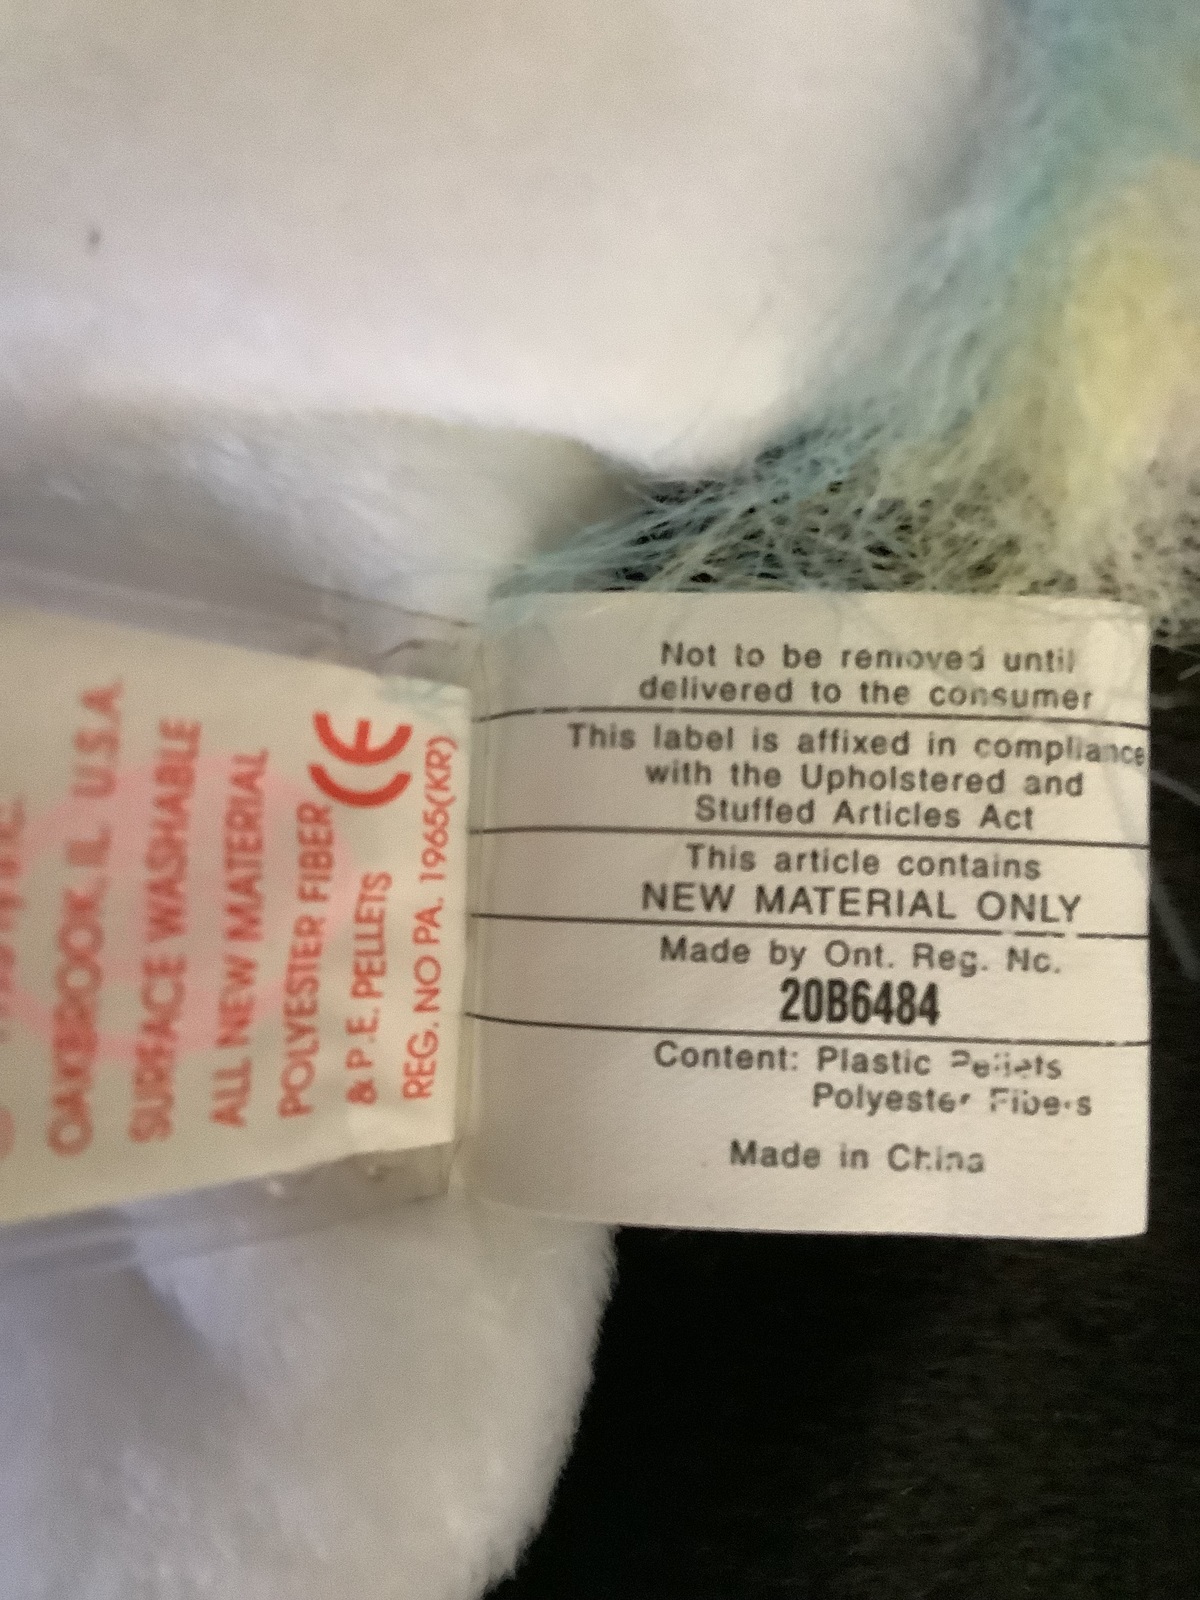 Not to be removed until
delivered to the consumer
This label is affixed in compliance
with the Upholstered and
Stuffed Articles Act
This article contains
NEW MATERIAL ONLY
Made by Ont. Reg. No.
20B6484
Content: Plastic Pellets
Polyester Fibers
Made in China
OAKBROOK, IL U.S.A.
SURFACE WASHABLE
ALL NEW MATERIAL
POLYESTER FIBER
& P.E. PELLETS CE
REG. NO PA. 1965(KR)